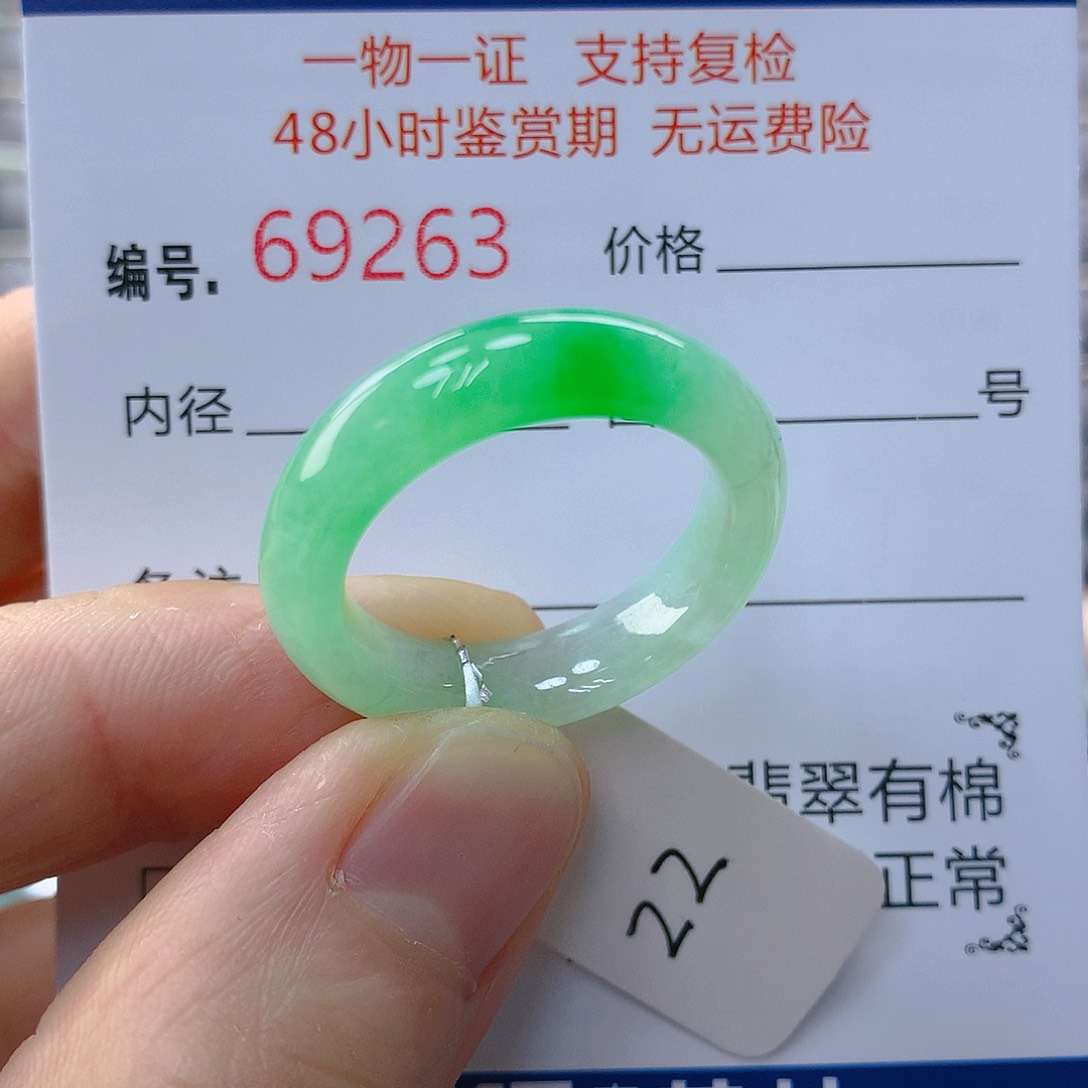 一物一证 支持复检
48小时鉴赏期 无运费险
编号. 69263 价格
内径 号
翡翠有棉
正常
22